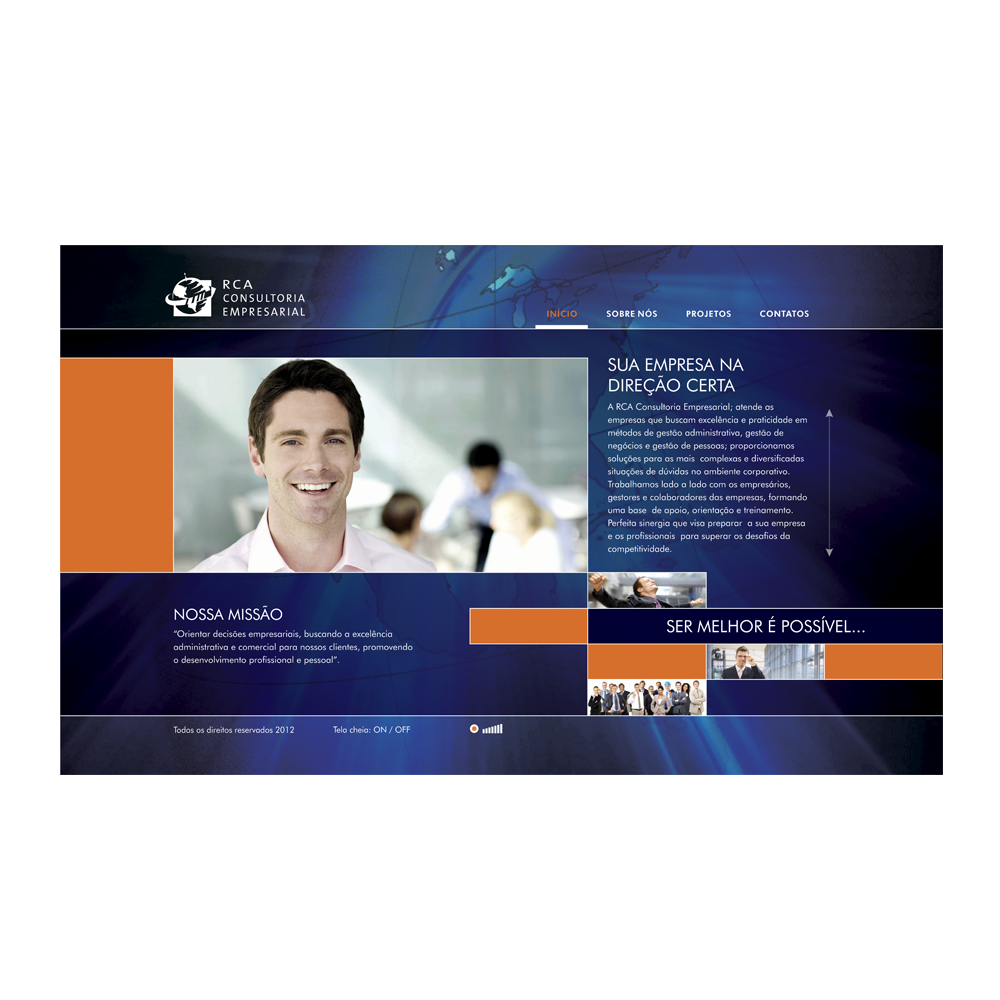 RCA
CONSULTORIA
EMPRESARIAL
INÍCIO SOBRE NÓS PROJETOS CONTATOS
SUA EMPRESA NA
DIREÇÃO CERTA
A RCA Consultoria Empresarial; atende as
empresas que buscam excelência e praticidade em
métodos de gestão administrativa, gestão de
negócios e gestão de pessoas; proporcionamos
soluções para as mais complexas e diversificadas
situações de dúvidas no ambiente corporativo.
Trabalhamos lado a lado com os empresários,
gestores e colaboradores das empresas, formando
uma base de apoio, orientação e treinamento.
Perfeita sinergia que visa preparar a sua empresa
e os profissionais para superar os desafios da
competitividade.
NOSSA MISSÃO
“Orientar decisões empresariais, buscando a excelência
administrativa e comercial para nossos clientes, promovendo
o desenvolvimento profissional e pessoal”.
SER MELHOR É POSSÍVEL...
Todos os direitos reservados 2012 Tela cheia: ON / OFF